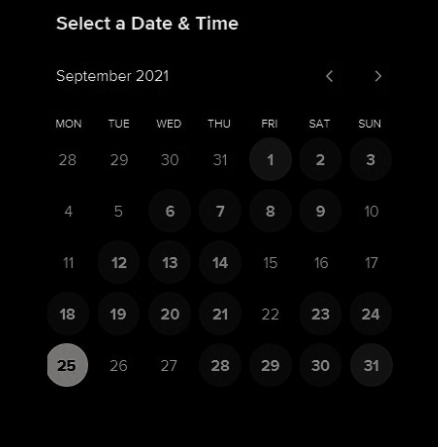 Select a Date & Time
September 2021
MON TUE WED THU FRI SAT SUN
28 29 30 31 1 2 3
4 5 6 7 8 9 10
11 12 13 14 15 16 17
18 19 20 21 22 23 24
25 26 27 28 29 30 31